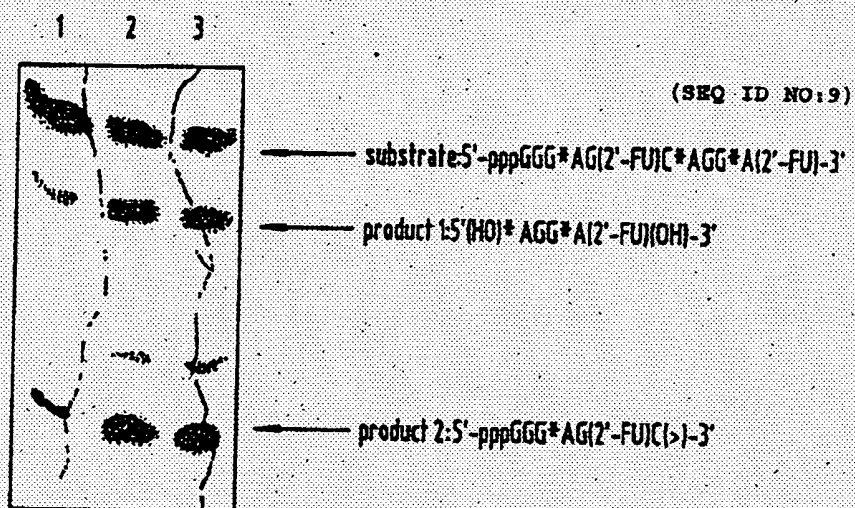 1 2 3
(SEQ ID NO:9)
substrate:5'-pppGGG*AG(2'-FU)C*AGG*A(2'-FU)-3'
product 1:5'(HO)* AGG*A(2'-FU)(OH)-3'
product 2:5'-pppGGG*AG(2'-FU)C(>)-3'